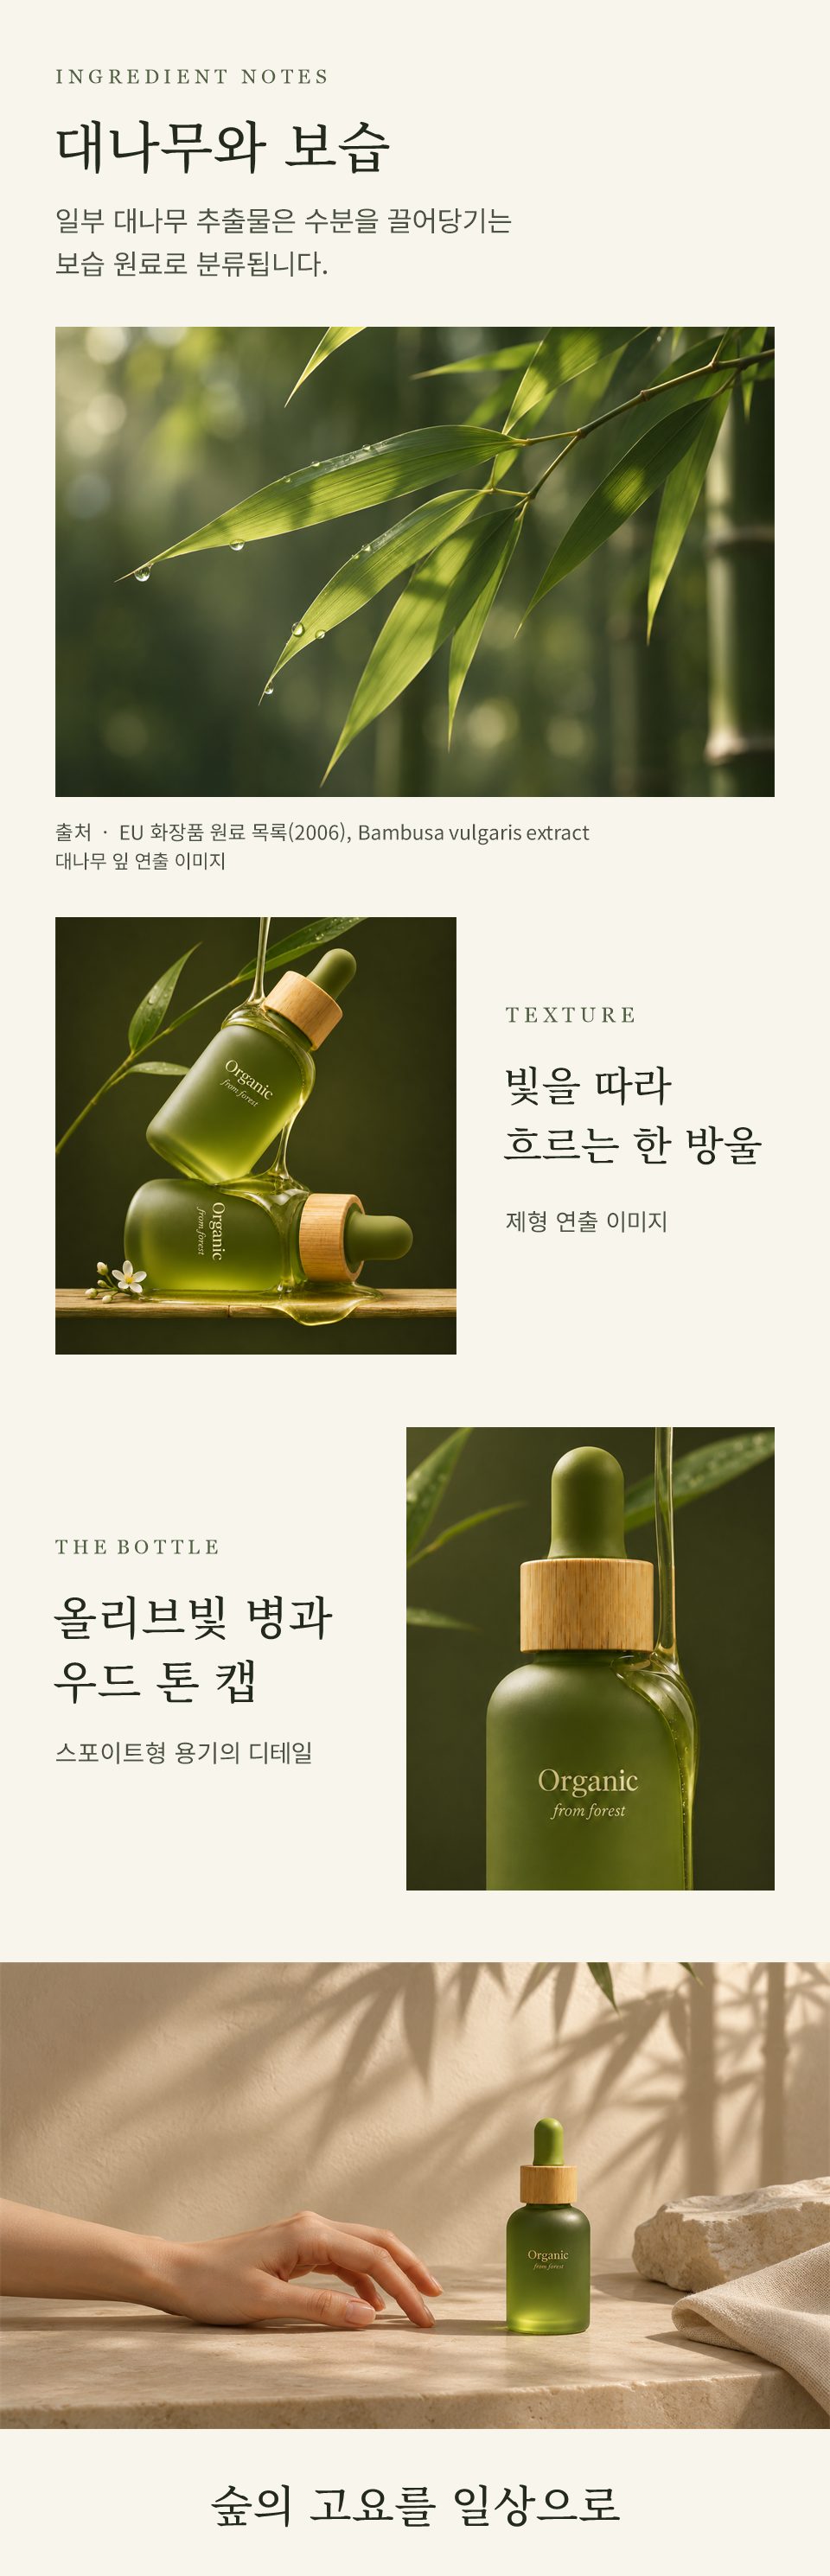 INGREDIENT NOTES
대나무와 보습
일부 대나무 추출물은 수분을 끌어당기는
보습 원료로 분류됩니다.
출처 · EU 화장품 원료 목록(2006), Bambusa vulgaris extract
대나무 잎 연출 이미지
Organic
from forest
Organic
from forest
TEXTURE
빛을 따라
흐르는 한 방울
제형 연출 이미지
THE BOTTLE
올리브빛 병과
우드 톤 캡
스포이트형 용기의 디테일
Organic
from forest
Organic
from forest
숲의 고요를 일상으로